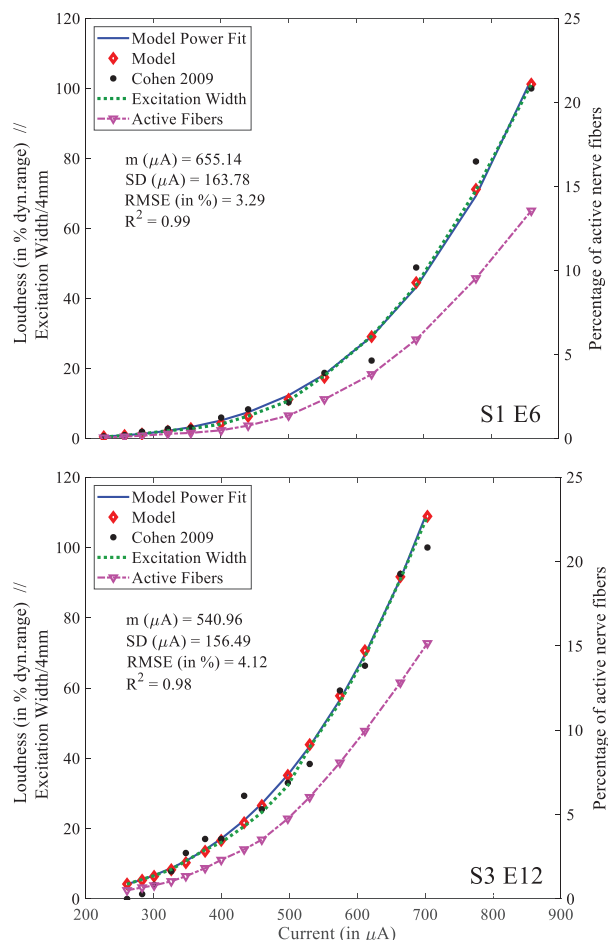 120
100
80
60
40
20
0
25
20
15
10
5
0
Loudness (in % dyn.range) //
Excitation Width/4mm
Percentage of active nerve fibers
Model Power Fit
Model
Cohen 2009
Excitation Width
Active Fibers
m (μA) = 655.14
SD (μA) = 163.78
RMSE (in %) = 3.29
R² = 0.99
S1 E6
120
100
80
60
40
20
0
25
20
15
10
5
0
Loudness (in % dyn.range) //
Excitation Width/4mm
Percentage of active nerve fibers
Model Power Fit
Model
Cohen 2009
Excitation Width
Active Fibers
m (μA) = 540.96
SD (μA) = 156.49
RMSE (in %) = 4.12
R² = 0.98
S3 E12
200 300 400 500 600 700 800 900
Current (in μA)